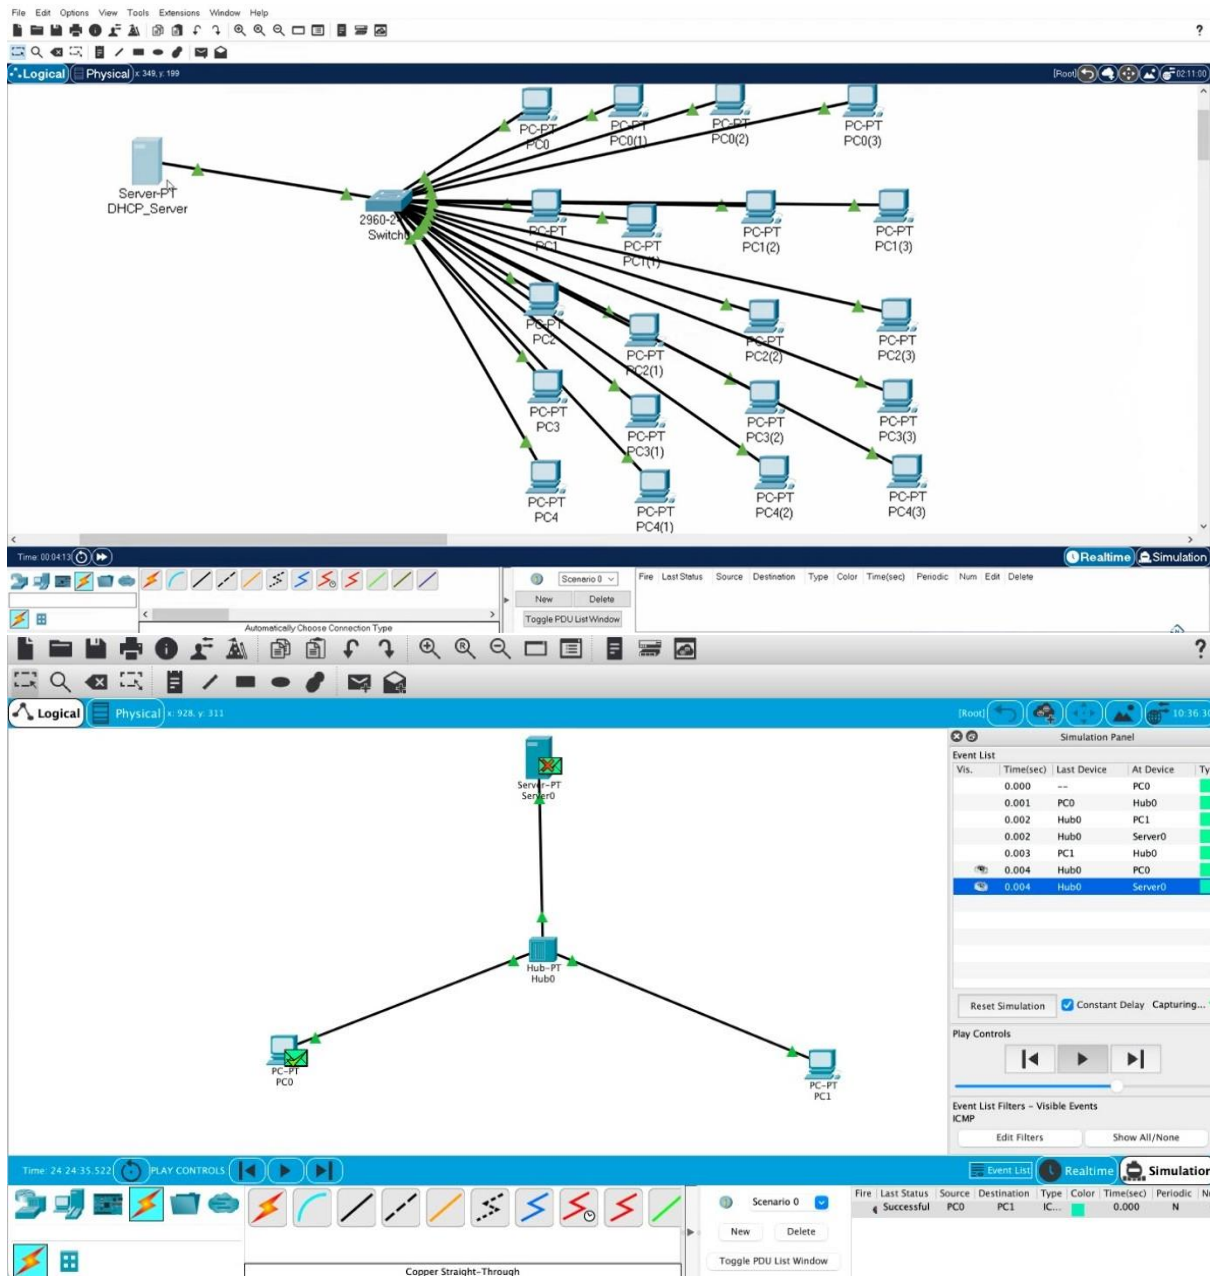 File Edit Options View Tools Extensions Window Help
?
Logical Physical x: 349, y: 199 [Root] 02:11:00
PC-PT PC-PT PC-PT PC-PT
PC0 PC0(1) PC0(2) PC0(3)
Server-PT
DHCP_Server
2960-2
Switch0
PC-PT PC-PT PC-PT PC-PT
PC1 PC1(1) PC1(2) PC1(3)
PC-PT PC-PT PC-PT PC-PT
PC2 PC2(1) PC2(2) PC2(3)
PC-PT PC-PT PC-PT PC-PT
PC3 PC3(1) PC3(2) PC3(3)
PC-PT PC-PT PC-PT PC-PT
PC4 PC4(1) PC4(2) PC4(3)
Time: 00:04:13 Realtime Simulation
Scenario 0 Fire Last Status Source Destination Type Color Time(sec) Periodic Num Edit Delete
New Delete
Toggle PDU List Window
Automatically Choose Connection Type
?
Logical Physical x: 928, y: 311 [Root] 10:36:30
Simulation Panel
Event List
Vis. Time(sec) Last Device At Device Ty
0.000 -- PC0
0.001 PC0 Hub0
0.002 Hub0 PC1
0.002 Hub0 Server0
0.003 PC1 Hub0
0.004 Hub0 PC0
0.004 Hub0 Server0
Server-PT
Server0
Hub-PT
Hub0
PC-PT
PC0
PC-PT
PC1
Reset Simulation Constant Delay Capturing...
Play Controls
Event List Filters - Visible Events
ICMP
Edit Filters Show All/None
Time: 24:24:35.522 PLAY CONTROLS: Event List Realtime Simulation
Scenario 0 Fire Last Status Source Destination Type Color Time(sec) Periodic N
Successful PC0 PC1 IC... 0.000 N
New Delete
Toggle PDU List Window
Copper Straight-Through